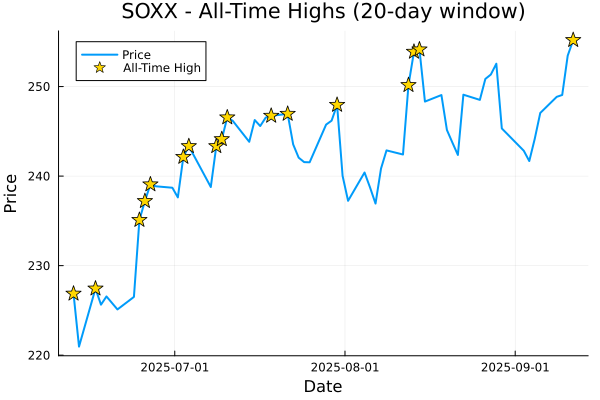 SOXX - All-Time Highs (20-day window)
Price
All-Time High
250
240
230
220
Price
2025-07-01
2025-08-01
2025-09-01
Date